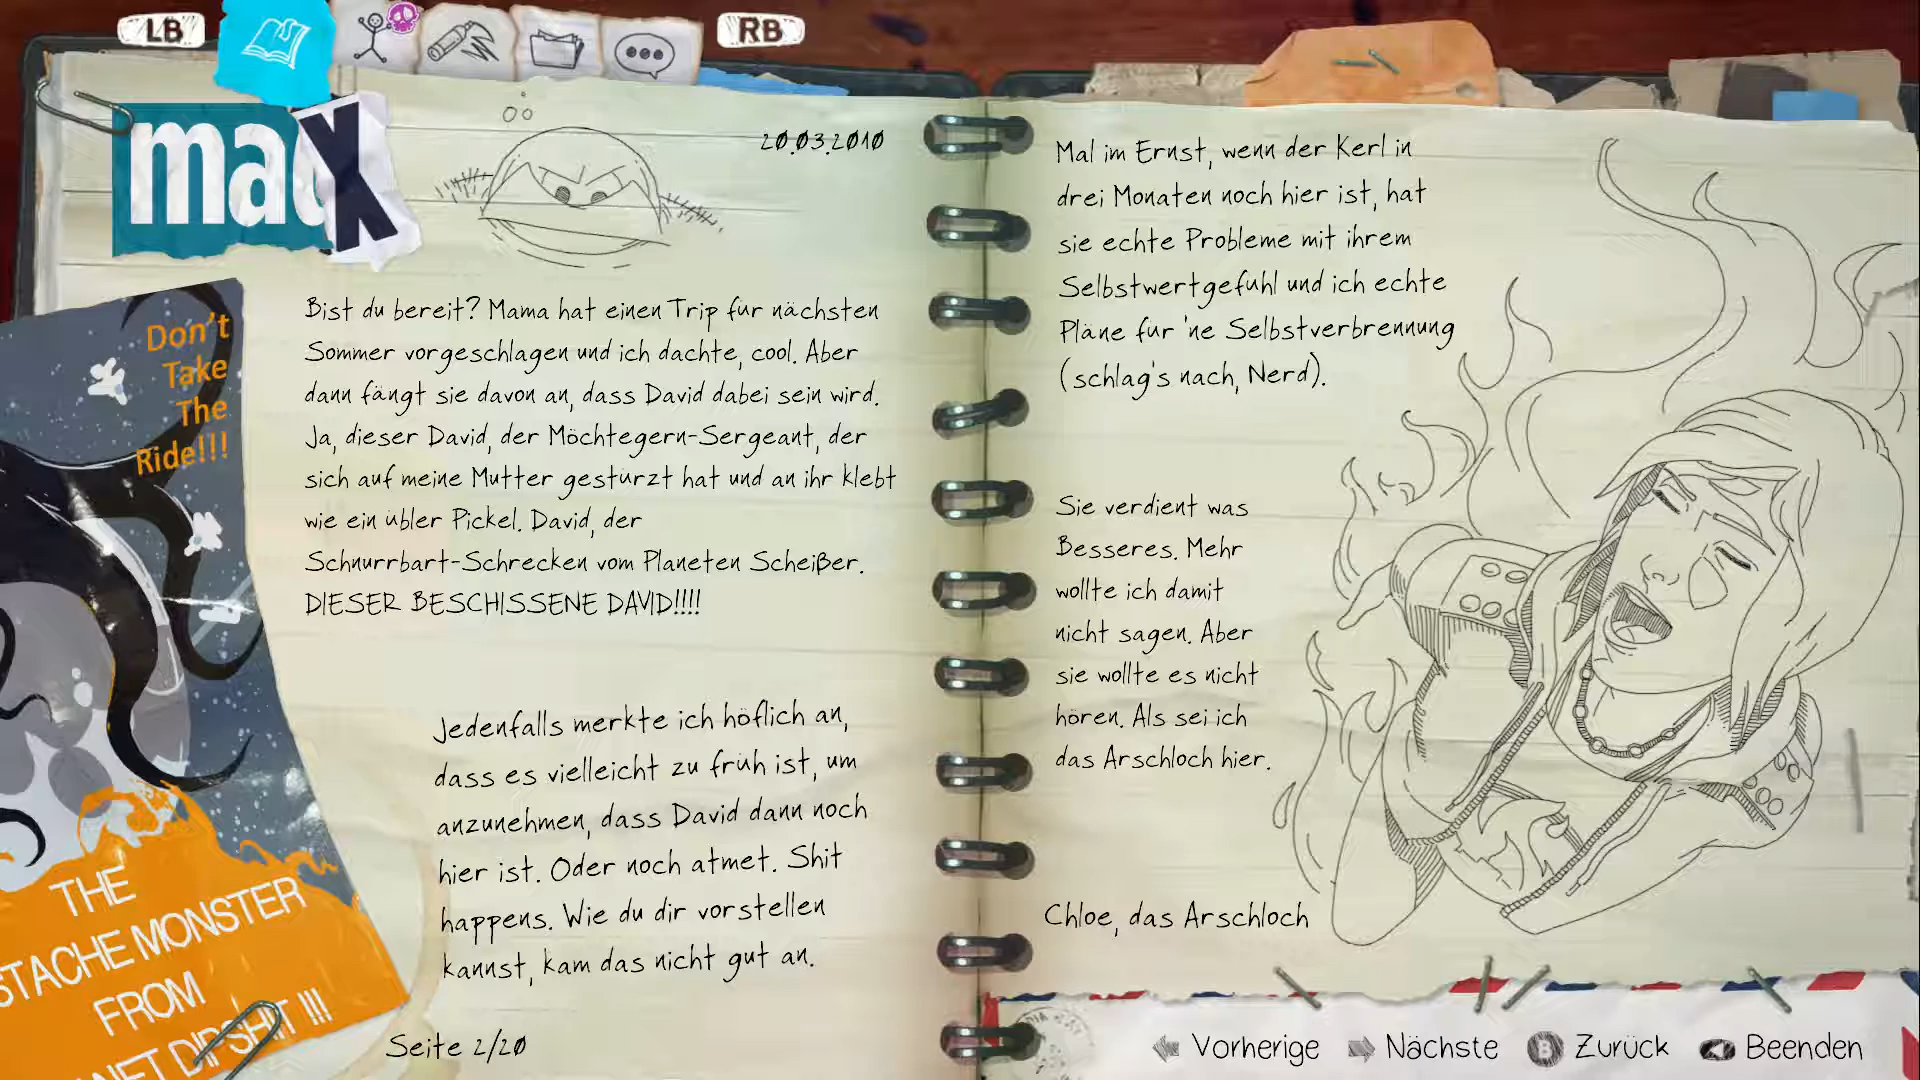 LB
RB
max
20.03.2010
Don't
Take
The
Ride!!!
Bist du bereit? Mama hat einen Trip für nächsten
Sommer vorgeschlagen und ich dachte, cool. Aber
dann fängt sie davon an, dass David dabei sein wird.
Ja, dieser David, der Möchtegern-Sergeant, der
sich auf meine Mutter gestürzt hat und an ihr klebt
wie ein übler Pickel. David, der
Schnurrbart-Schrecken vom Planeten Scheißer.
DIESER BESCHISSENE DAVID!!!!
Jedenfalls merkte ich höflich an,
dass es vielleicht zu früh ist, um
anzunehmen, dass David dann noch
hier ist. Oder noch atmet. Shit
happens. Wie du dir vorstellen
kannst, kam das nicht gut an.
THE
STACHE MONSTER
FROM
NET DIPSHIT !!!
Seite 2/20
Mal im Ernst, wenn der Kerl in
drei Monaten noch hier ist, hat
sie echte Probleme mit ihrem
Selbstwertgefühl und ich echte
Pläne für 'ne Selbstverbrennung
(schlag's nach, Nerd).
Sie verdient was
Besseres. Mehr
wollte ich damit
nicht sagen. Aber
sie wollte es nicht
hören. Als sei ich
das Arschloch hier.
Chloe, das Arschloch
Vorherige
Nächste
B Zurück
Beenden